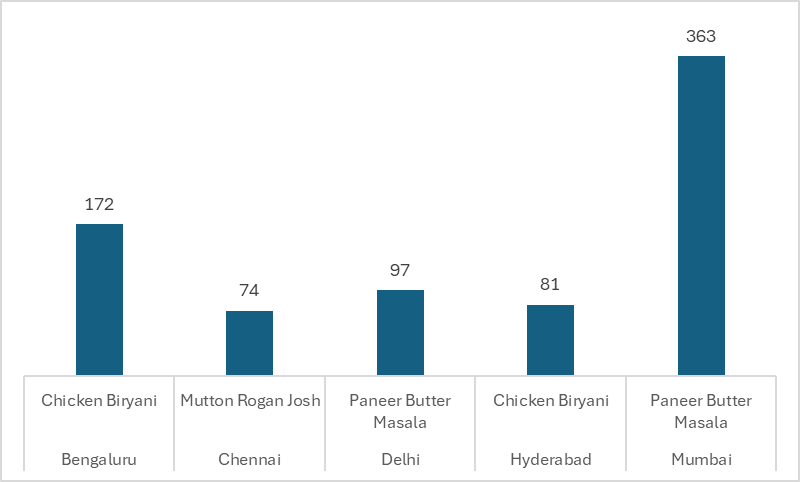 363
172
97
81
74
Chicken Biryani Mutton Rogan Josh Paneer Butter Chicken Biryani Paneer Butter
Masala Masala
Bengaluru Chennai Delhi Hyderabad Mumbai